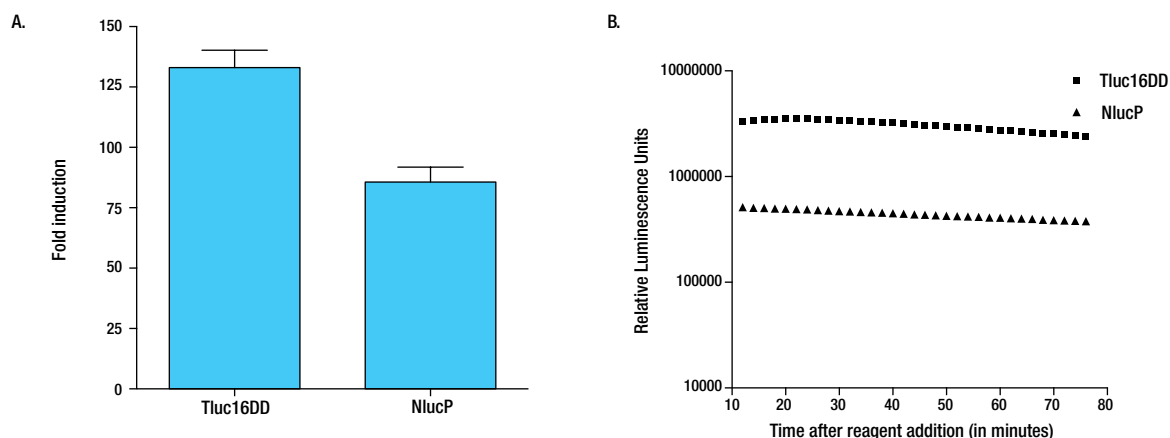 A.
150
125
100
75
50
25
0
Fold induction
Tluc16DD
NlucP
B.
10000000
1000000
100000
10000
Relative Luminescence Units
Tluc16DD
NlucP
10 20 30 40 50 60 70 80
Time after reagent addition (in minutes)